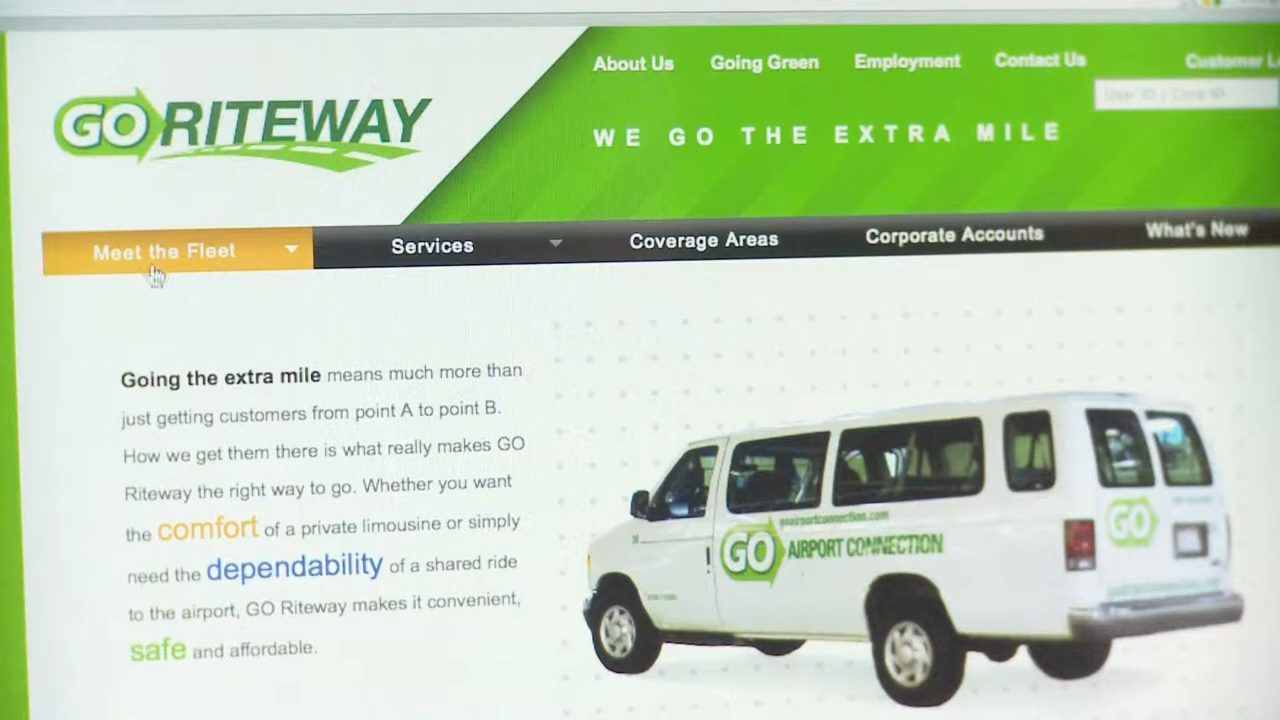 About Us Going Green Employment Contact Us Customer
GO RITEWAY
WE GO THE EXTRA MILE
Meet the Fleet Services Coverage Areas Corporate Accounts What's New
Going the extra mile means much more than
just getting customers from point A to point B.
How we get them there is what really makes GO
Riteway the right way to go. Whether you want
the comfort of a private limousine or simply
need the dependability of a shared ride
to the airport, GO Riteway makes it convenient,
safe and affordable.
goairportconnection.com
GO AIRPORT CONNECTION
GO